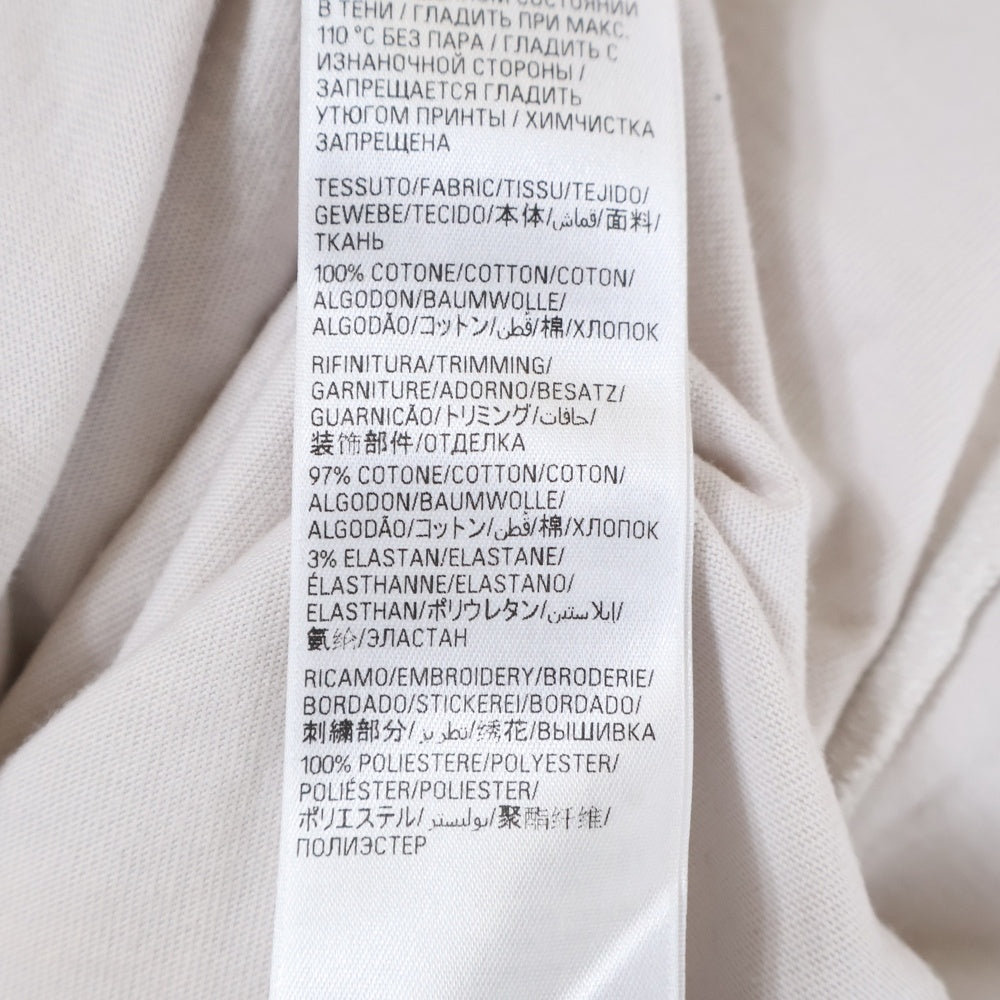 СОСТОЯНИИ
В ТЕНИ / ГЛАДИТЬ ПРИ МАКС.
110 °C БЕЗ ПАРА / ГЛАДИТЬ С
ИЗНАНОЧНОЙ СТОРОНЫ /
ЗАПРЕЩАЕТСЯ ГЛАДИТЬ
УТЮГОМ ПРИНТЫ / ХИМЧИСТКА
ЗАПРЕЩЕНА
TESSUTO/FABRIC/TISSU/TEJIDO/
GEWEBE/TECIDO/本体/قماش/面料/
ТКАНЬ
100% COTONE/COTTON/COTON/
ALGODON/BAUMWOLLE/
ALGODÃO/コットン/قُطن/棉/ХЛОПОК
RIFINITURA/TRIMMING/
GARNITURE/ADORNO/BESATZ/
GUARNICÃO/トリミング/حافات/
装饰部件/ОТДЕЛКА
97% COTONE/COTTON/COTON/
ALGODON/BAUMWOLLE/
ALGODÃO/コットン/قُطن/棉/ХЛОПОК
3% ELASTAN/ELASTANE/
ÉLASTHANNE/ELASTANO/
ELASTHAN/ポリウレタン/إيلاستين/
氨纶/ЭЛАСТАН
RICAMO/EMBROIDERY/BRODERIE/
BORDADO/STICKEREI/BORDADO/
刺繍部分/تطريز/绣花/ВЫШИВКА
100% POLIESTERE/POLYESTER/
POLIÉSTER/POLIESTER/
ポリエステル/بوليستر/聚酯纤维/
ПОЛИЭСТЕР